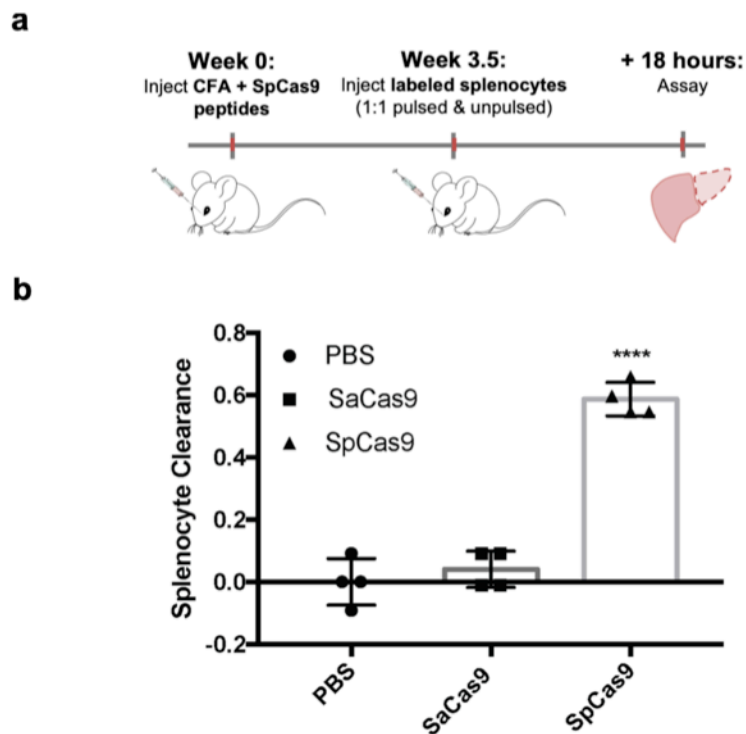 a
Week 0:
Inject CFA + SpCas9
peptides
Week 3.5:
Inject labeled splenocytes
(1:1 pulsed & unpulsed)
+ 18 hours:
Assay
b
Splenocyte Clearance
0.8
0.6
0.4
0.2
0.0
-0.2
PBS
SaCas9
SpCas9
****
PBS
SaCas9
SpCas9